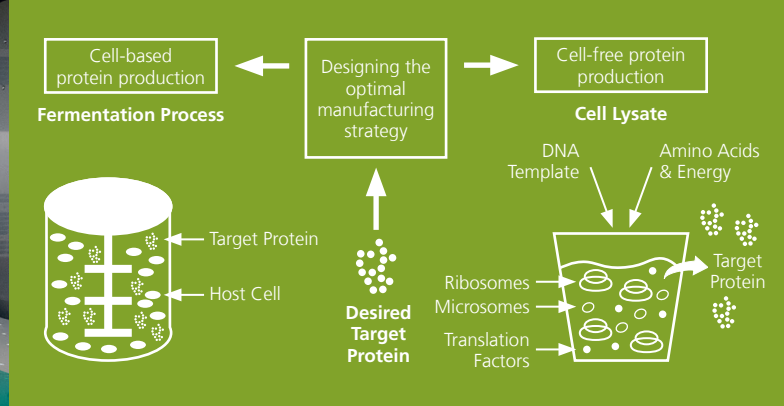 Cell-based
protein production
Fermentation Process
Designing the
optimal
manufacturing
strategy
Cell-free protein
production
Cell Lysate
DNA
Template
Amino Acids
& Energy
Target Protein
Host Cell
Desired
Target
Protein
Ribosomes
Microsomes
Translation
Factors
Target
Protein